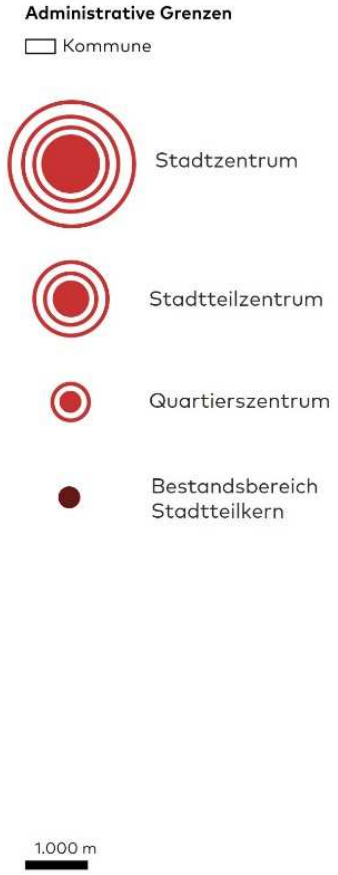 Administrative Grenzen
Kommune
Stadtzentrum
Stadtteilzentrum
Quartierszentrum
Bestandsbereich
Stadtteilkern
1.000 m